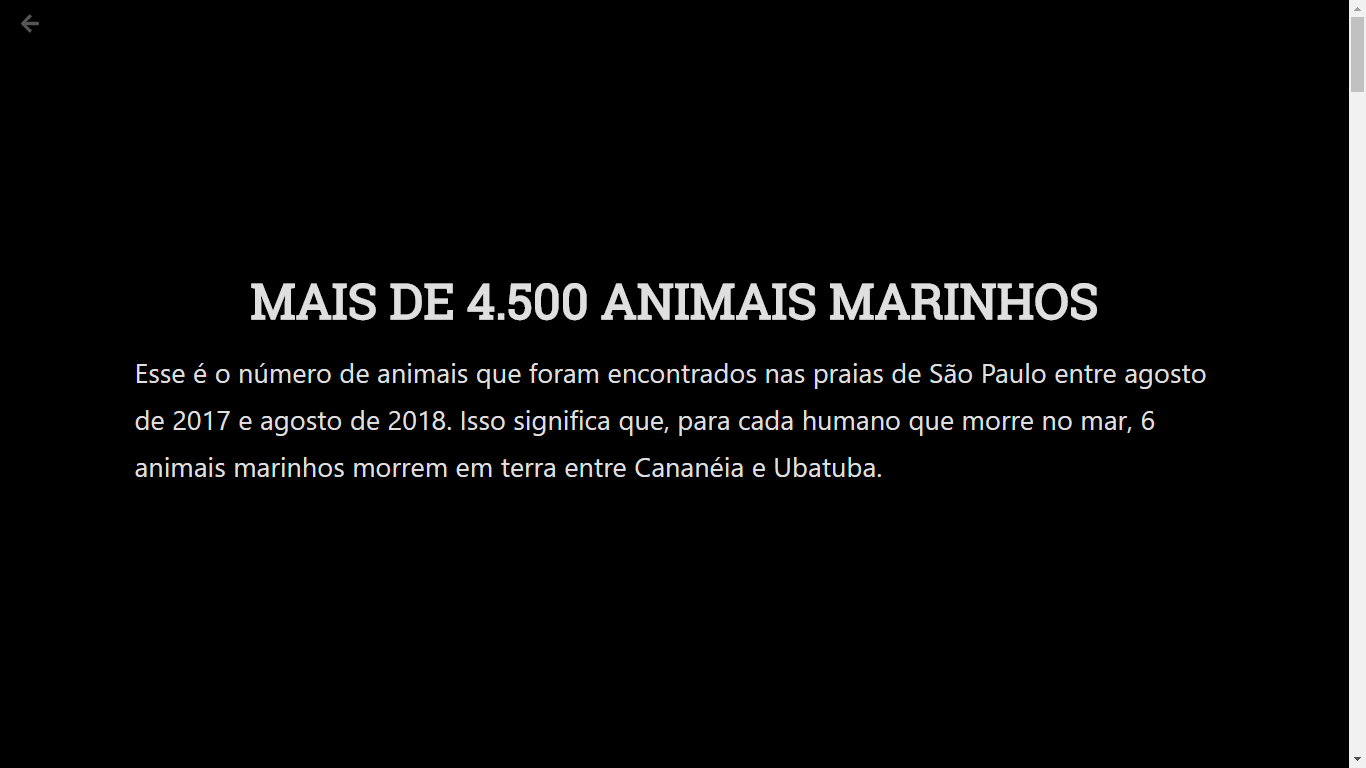 MAIS DE 4.500 ANIMAIS MARINHOS
Esse é o número de animais que foram encontrados nas praias de São Paulo entre agosto
de 2017 e agosto de 2018. Isso significa que, para cada humano que morre no mar, 6
animais marinhos morrem em terra entre Cananéia e Ubatuba.